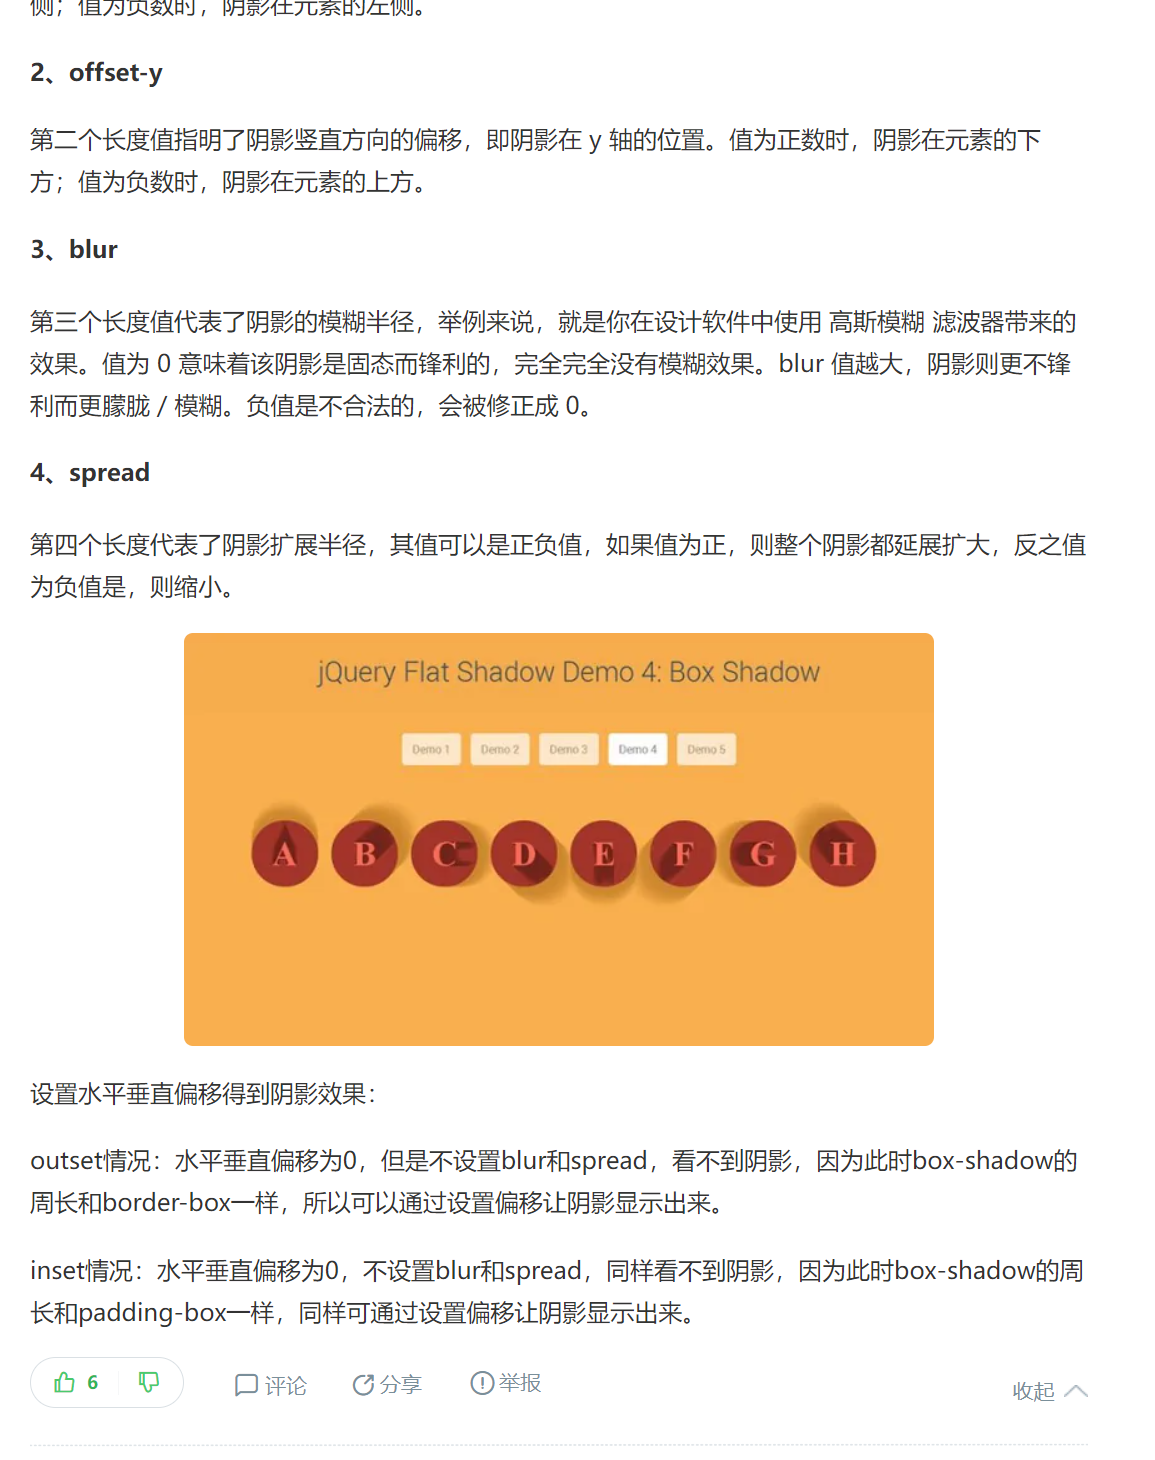 侧；值为负数时，阴影在元素的左侧。
2、offset-y
第二个长度值指明了阴影竖直方向的偏移，即阴影在 y 轴的位置。值为正数时，阴影在元素的下
方；值为负数时，阴影在元素的上方。
3、blur
第三个长度值代表了阴影的模糊半径，举例来说，就是你在设计软件中使用 高斯模糊 滤波器带来的
效果。值为 0 意味着该阴影是固态而锋利的，完全完全没有模糊效果。blur 值越大，阴影则更不锋
利而更朦胧 / 模糊。负值是不合法的，会被修正成 0。
4、spread
第四个长度代表了阴影扩展半径，其值可以是正负值，如果值为正，则整个阴影都延展扩大，反之值
为负值是，则缩小。
jQuery Flat Shadow Demo 4: Box Shadow
Demo 1 Demo 2 Demo 3 Demo 4 Demo 5
A B C D E F G H
设置水平垂直偏移得到阴影效果：
outset情况：水平垂直偏移为0，但是不设置blur和spread，看不到阴影，因为此时box-shadow的
周长和border-box一样，所以可以通过设置偏移让阴影显示出来。
inset情况：水平垂直偏移为0，不设置blur和spread，同样看不到阴影，因为此时box-shadow的周
长和padding-box一样，同样可通过设置偏移让阴影显示出来。
6 评论 分享 举报 收起